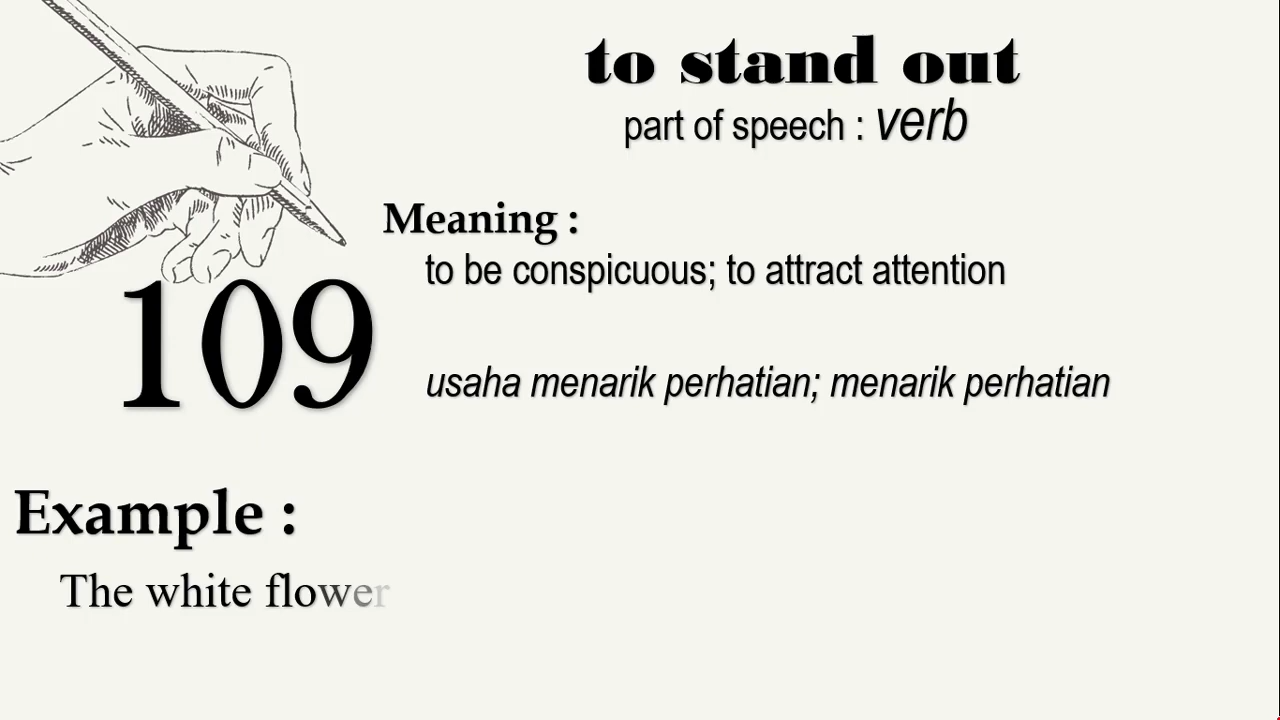 to stand out
part of speech : verb
Meaning :
to be conspicuous; to attract attention
109
usaha menarik perhatian; menarik perhatian
Example :
The white flower